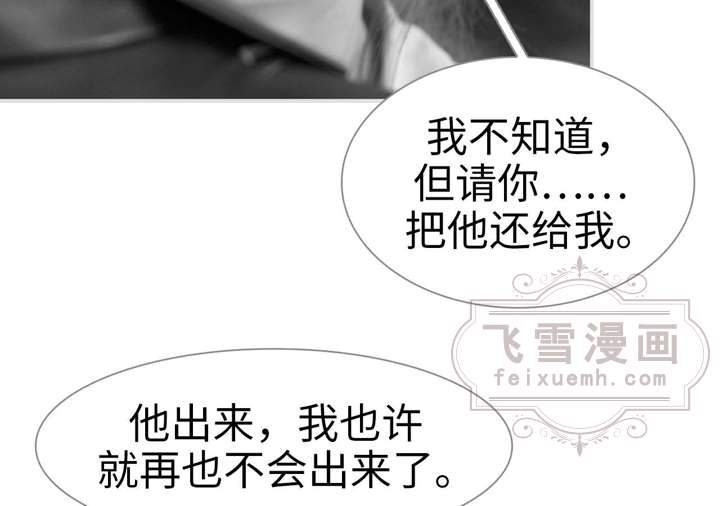 我不知道，
但请你……
把他还给我。
飞雪漫画
feixuemh.com
他出来，我也许
就再也不会出来了。